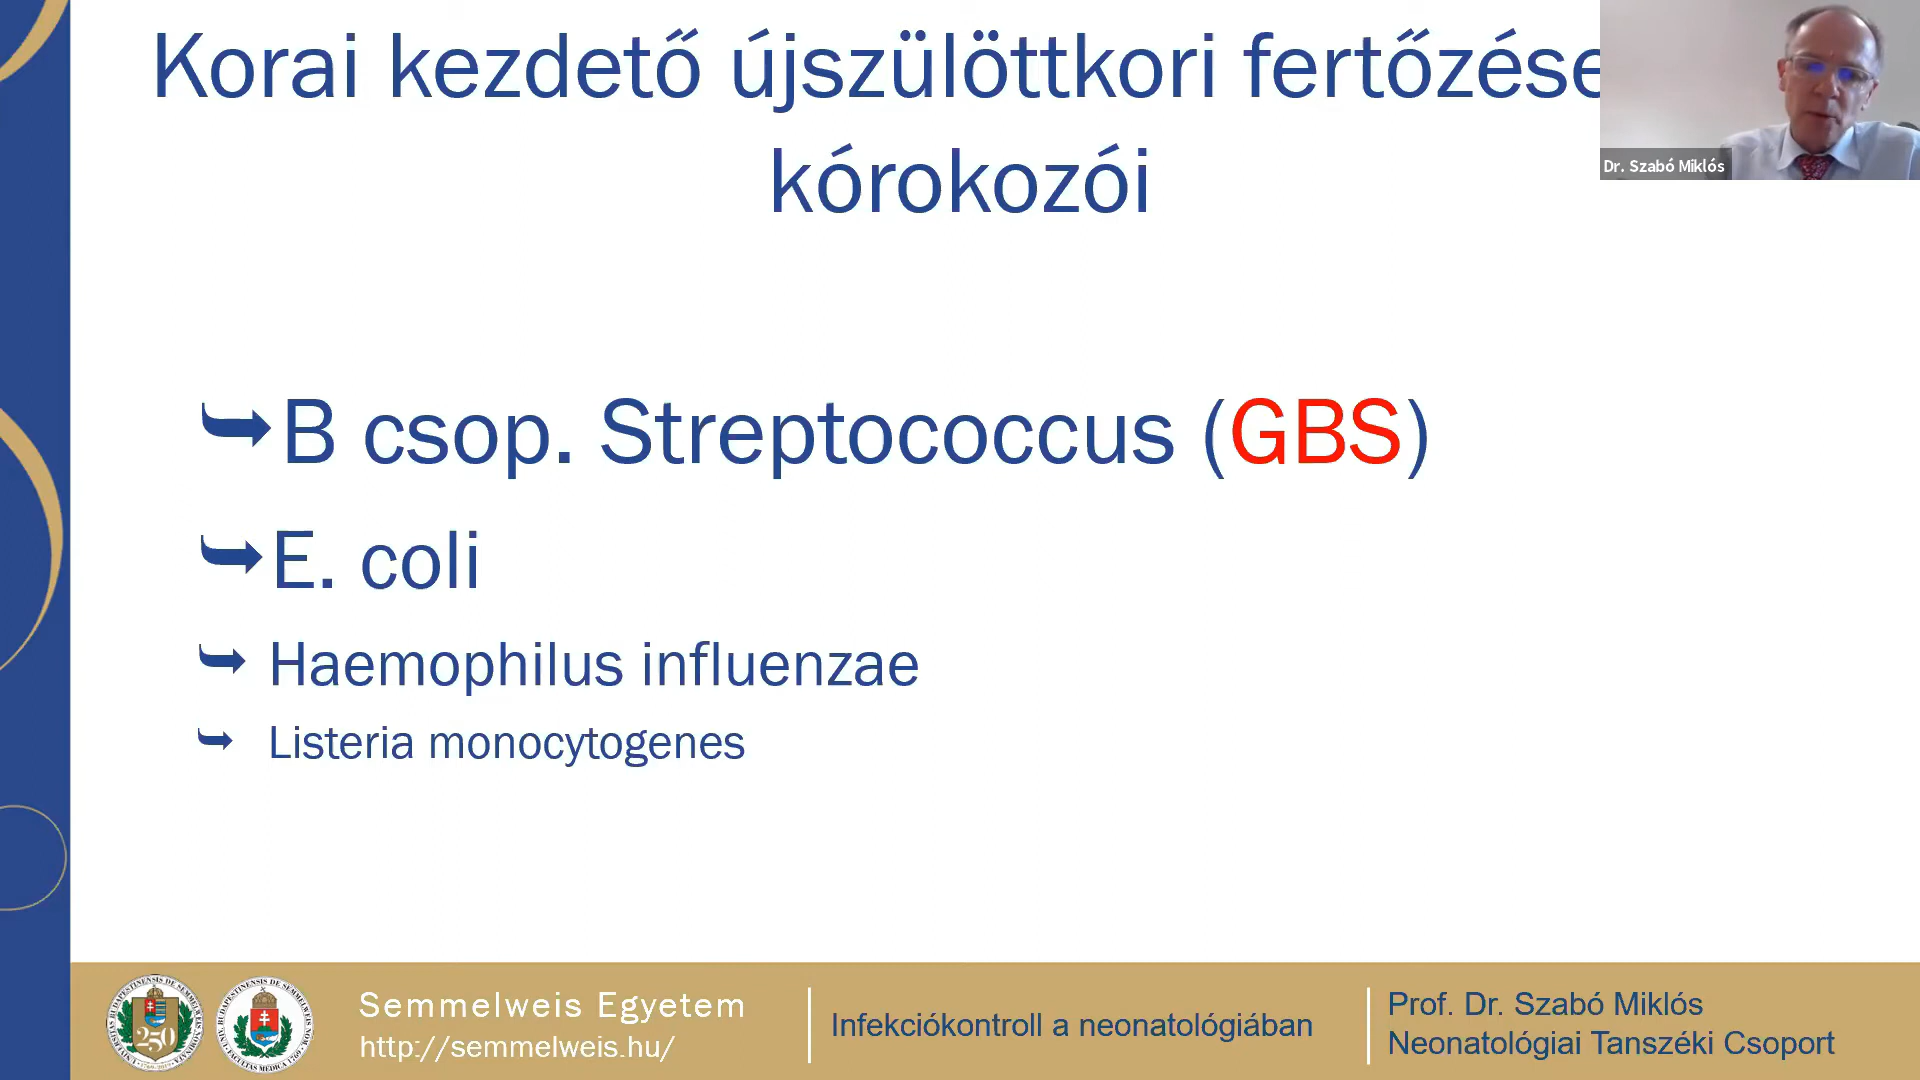 Korai kezdető újszülöttkori fertőzése
kórokozói
Dr. Szabó Miklós
➥B csop. Streptococcus (GBS)
➥E. coli
➥ Haemophilus influenzae
➥ Listeria monocytogenes
250
Semmelweis Egyetem
http://semmelweis.hu/
Infekciókontroll a neonatológiában
Prof. Dr. Szabó Miklós
Neonatológiai Tanszéki Csoport